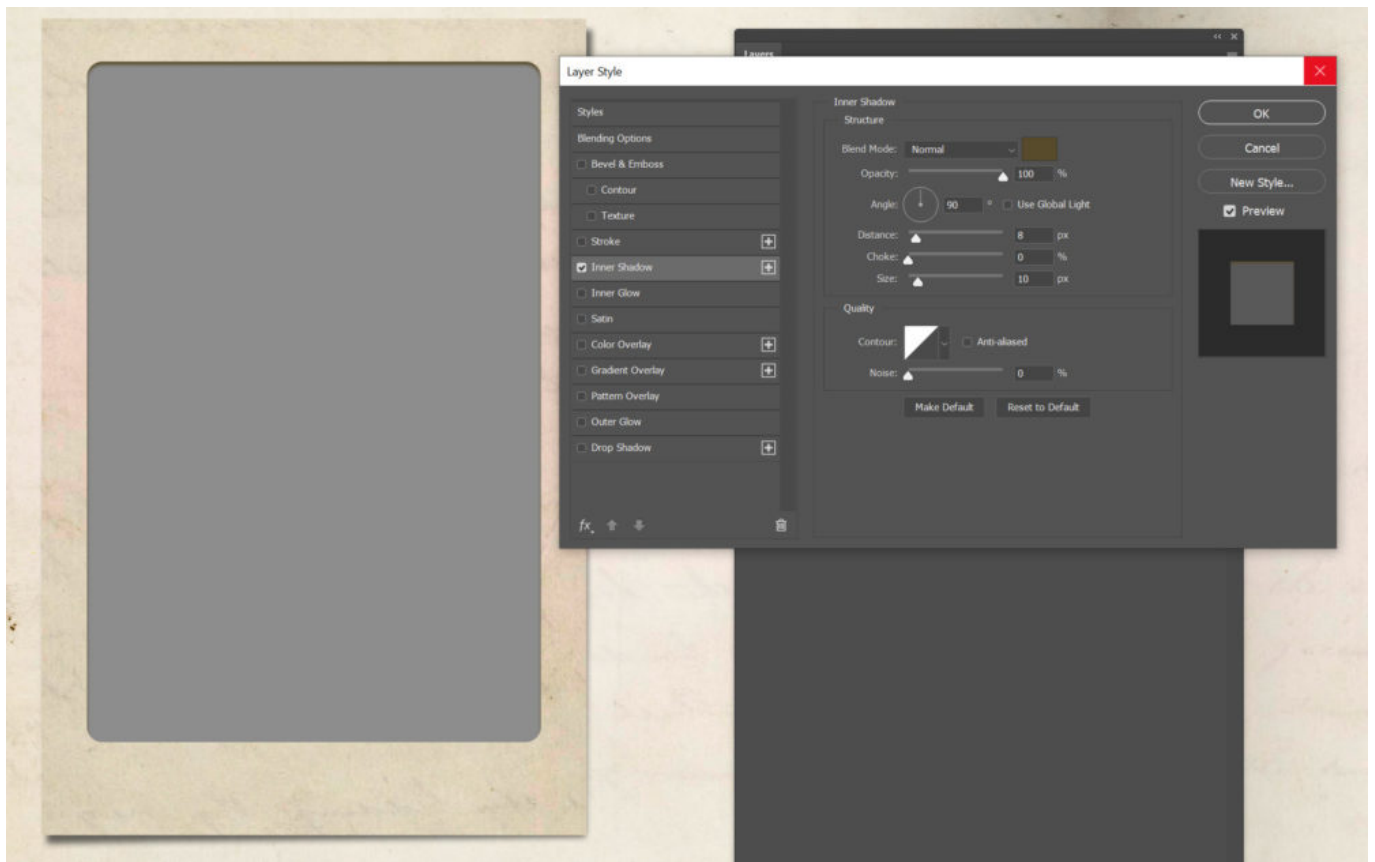 Layers
Layer Style
Styles
Blending Options
Bevel & Emboss
Contour
Texture
Stroke
Inner Shadow
Inner Glow
Satin
Color Overlay
Gradient Overlay
Pattern Overlay
Outer Glow
Drop Shadow
fx
Inner Shadow
Structure
Blend Mode: Normal
Opacity: 100 %
Angle: 90 ° Use Global Light
Distance: 8 px
Choke: 0 %
Size: 10 px
Quality
Contour: Anti-aliased
Noise: 0 %
Make Default Reset to Default
OK
Cancel
New Style...
Preview